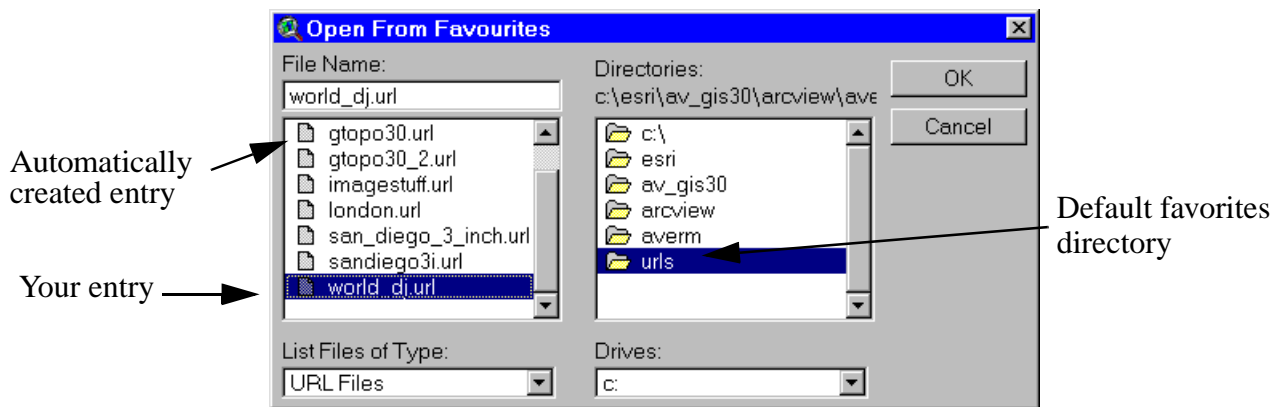 Open From Favourites
File Name:
world_dj.url
gtopo30.url
gtopo30_2.url
imagestuff.url
london.url
san_diego_3_inch.url
sandiego3i.url
world_dj.url
List Files of Type:
URL Files
Directories:
c:\esri\av_gis30\arcview\ave
c:\
esri
av_gis30
arcview
averm
urls
Drives:
c:
OK
Cancel
Automatically
created entry
Your entry
Default favorites
directory